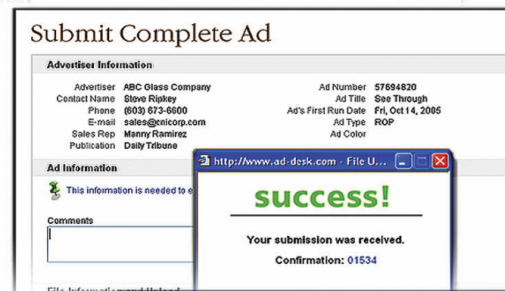 Submit Complete Ad
Advertiser Information
Advertiser ABC Glass Company
Contact Name Steve Ripkey
Phone (603) 673-6600
E-mail sales@cnicorp.com
Sales Rep Manny Ramirez
Publication Daily Tribune
Ad Number 57694820
Ad Title See Through
Ad's First Run Date Fri, Oct 14, 2005
Ad Type ROP
Ad Color
Ad Information
This information is needed to e
Comments
http://www.ad-desk.com - File U...
success!
Your submission was received.
Confirmation: 01534